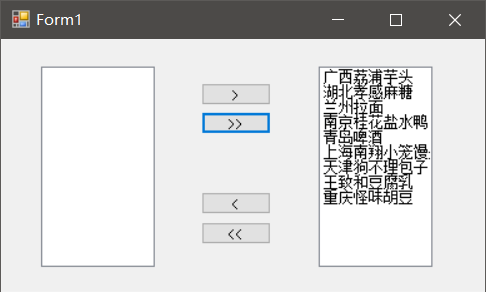 Form1
>
>>
<
<<
广西荔浦芋头
湖北孝感麻糖
兰州拉面
南京桂花盐水鸭
青岛啤酒
上海南翔小笼馒
天津狗不理包子
王致和豆腐乳
重庆怪味胡豆